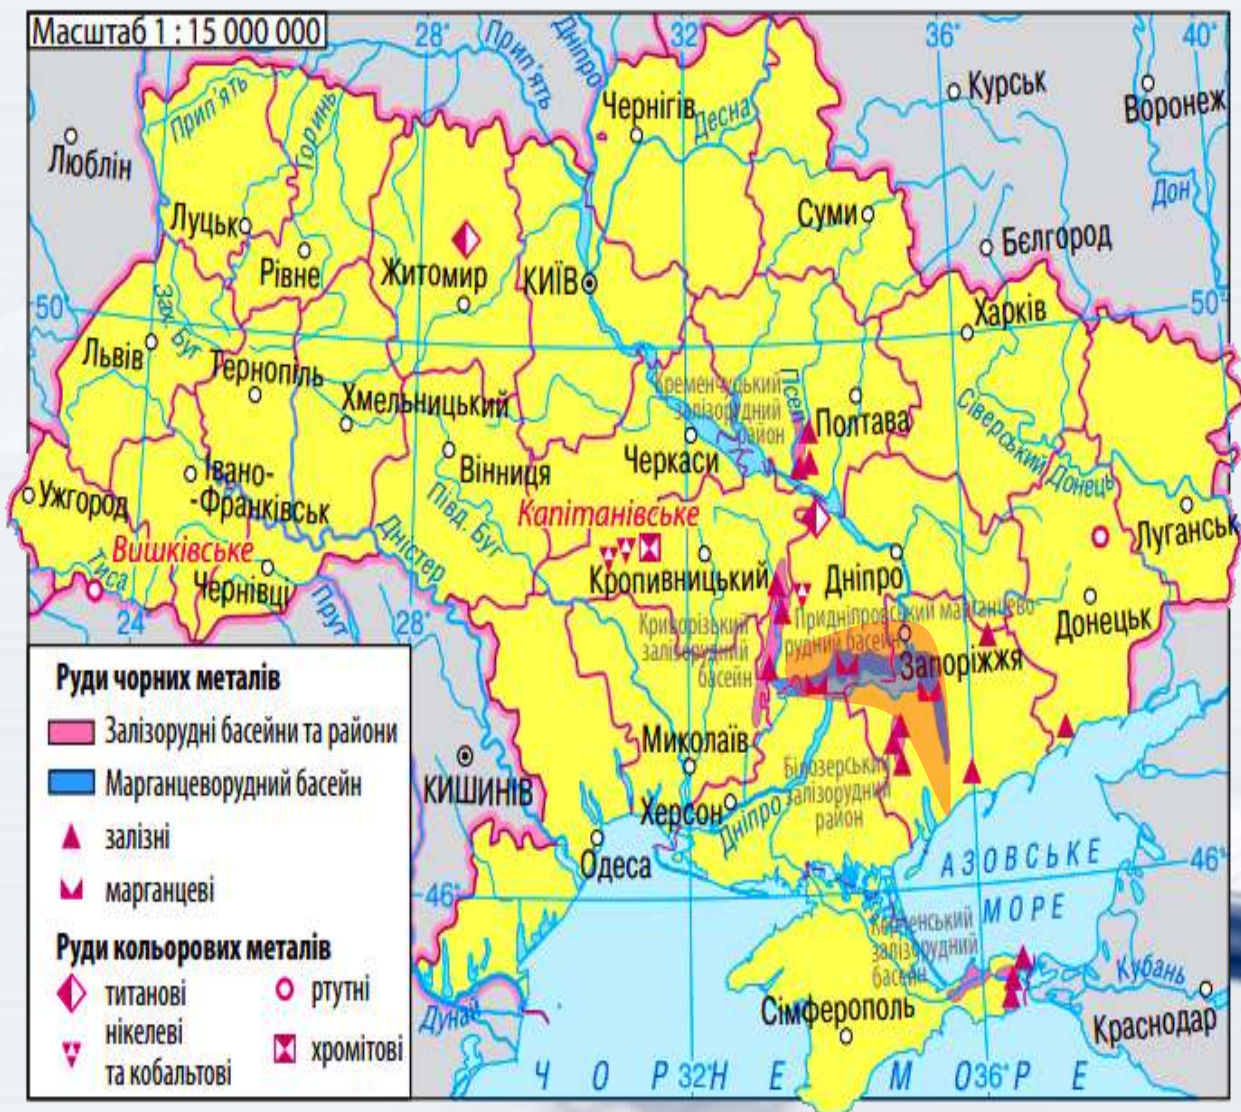 Масштаб 1 : 15 000 000
28°
32
36°
40°
Прип'ять
Дніпро
Курськ
Воронеж
Чернігів
Десна
Прип'ять
Горинь
Люблін
Дон
Луцьк
Суми
Бєлгород
Рівне
Житомир
КИЇВ
50°
Зах. Буг
Харків
50°
Львів
Тернопіль
Хмельницький
Кременчуцький
залізорудний
район
Псел
Полтава
Сіверський Донець
Черкаси
Вінниця
Івано-
-Франківськ
Ужгород
Півд. Буг
Капітанівське
Луганськ
Вишківське
Дністер
Тиса
Чернівці
Кропивницький
Дніпро
Донецьк
24°
Прут
28°
Криворізький
залізорудний
басейн
Придніпровський марганцево-
рудний басейн
Запоріжжя
Миколаїв
Білозерський
залізорудний
район
КИШИНІВ
Херсон
Дніпро
Одеса
46°
46°
АЗОВСЬКЕ
МОРЕ
Керченський
залізорудний
басейн
Кубань
Дунай
Сімферополь
Краснодар
32°
36°
ЧОРНЕ МОРЕ
Руди чорних металів
Залізорудні басейни та райони
Марганцеворудний басейн
залізні
марганцеві
Руди кольорових металів
титанові
ртутні
нікелеві
та кобальтові
хромітові